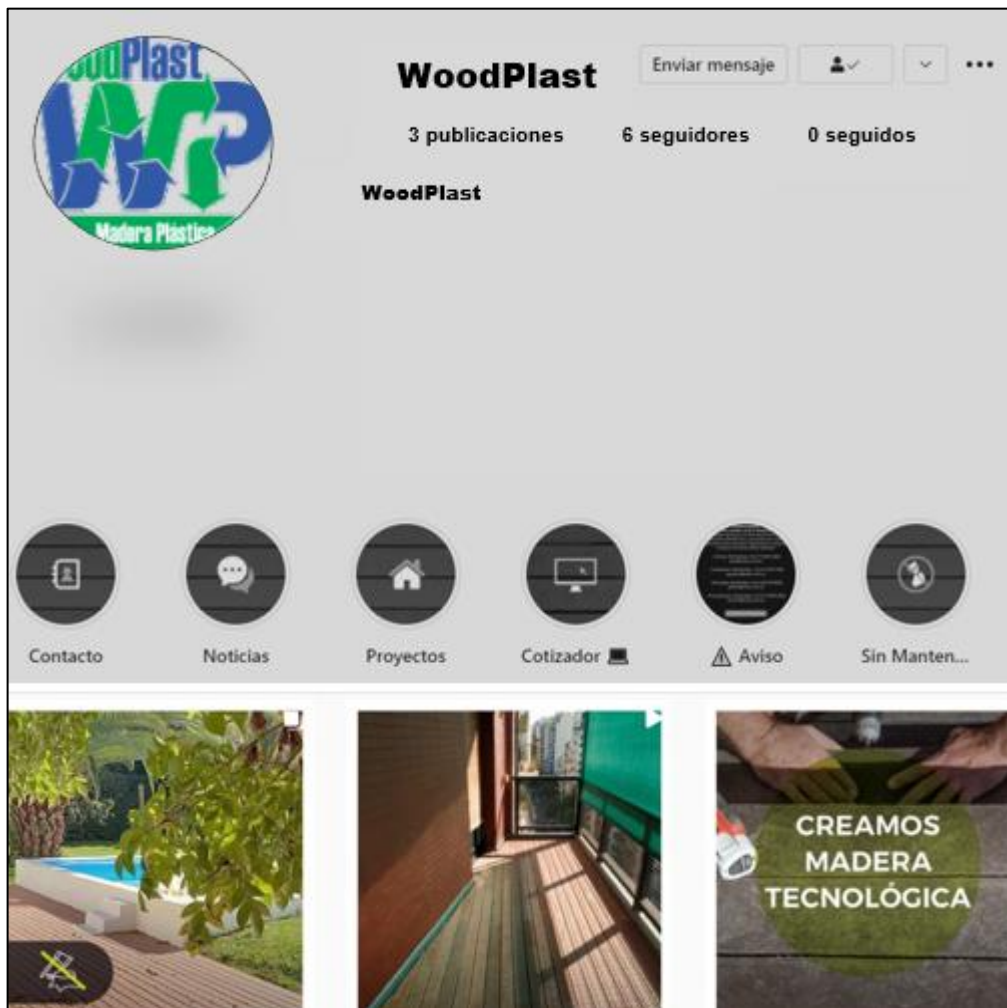 WoodPlast
WP
Madera Plástica
WoodPlast
Enviar mensaje
3 publicaciones 6 seguidores 0 seguidos
WoodPlast
Contacto Noticias Proyectos Cotizador Aviso Sin Manten...
CREAMOS
MADERA
TECNOLÓGICA